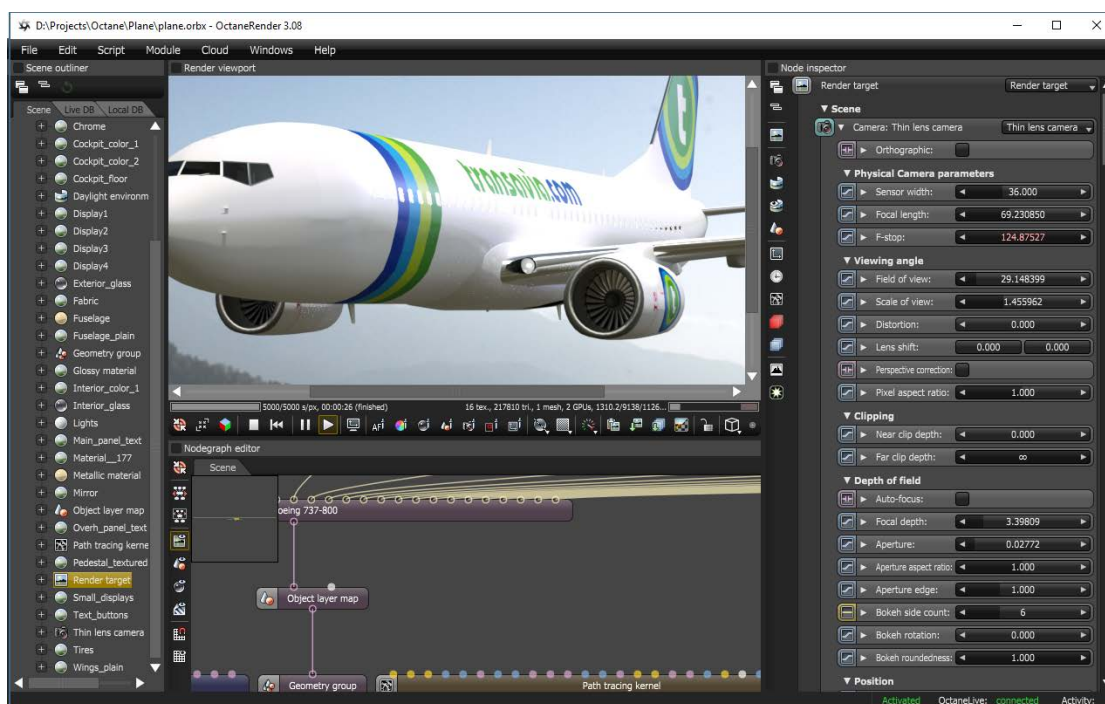 D:\Projects\Octane\Plane\plane.orbx - OctaneRender 3.08
File Edit Script Module Cloud Windows Help
Scene outliner
Scene Live DB Local DB
Chrome
Cockpit_color_1
Cockpit_color_2
Cockpit_floor
Daylight environm
Display1
Display2
Display3
Display4
Exterior_glass
Fabric
Fuselage
Fuselage_plain
Geometry group
Glossy material
Interior_color_1
Interior_glass
Lights
Main_panel_text
Material__177
Metallic material
Mirror
Object layer map
Overh_panel_text
Path tracing kerne
Pedestal_textured
Render target
Small_displays
Text_buttons
Thin lens camera
Tires
Wings_plain
Render viewport
t
transavia.com
t
5000/5000 s/px, 00:00:26 (finished) 16 tex., 217810 tri., 1 mesh, 2 GPUs, 1310.2/9138/1126...
AF
Nodegraph editor
Scene
oeing 737-800
Object layer map
Geometry group
Path tracing kernel
Node inspector
Render target Render target
Scene
Camera: Thin lens camera Thin lens camera
Orthographic:
Physical Camera parameters
Sensor width: 36.000
Focal length: 69.230850
F-stop: 124.87527
Viewing angle
Field of view: 29.148399
Scale of view: 1.455962
Distortion: 0.000
Lens shift: 0.000 0.000
Perspective correction:
Pixel aspect ratio: 1.000
Clipping
Near clip depth: 0.000
Far clip depth: ∞
Depth of field
Auto-focus:
Focal depth: 3.39809
Aperture: 0.02772
Aperture aspect ratio: 1.000
Aperture edge: 1.000
Bokeh side count: 6
Bokeh rotation: 0.000
Bokeh roundedness: 1.000
Position
Activated OctaneLive: connected Activity: